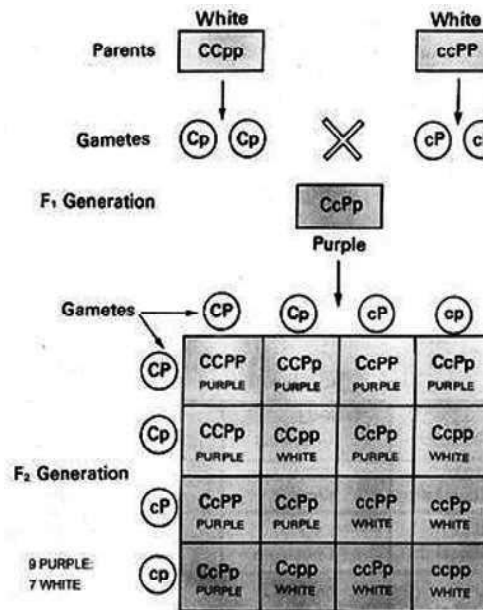 White White
Parents CCpp ccPP
Gametes Cp Cp cP
F₁ Generation CcPp
Purple
Gametes CP Cp cP cp
CP CCPP CCPp CcPP CcPp
PURPLE PURPLE PURPLE PURPLE
Cp CCPp CCpp CcPp Ccpp
PURPLE WHITE PURPLE WHITE
F₂ Generation
cP CcPP CcPp ccPP ccPp
PURPLE PURPLE WHITE WHITE
9 PURPLE:
7 WHITE
cp CcPp Ccpp ccPp ccpp
PURPLE WHITE WHITE WHITE